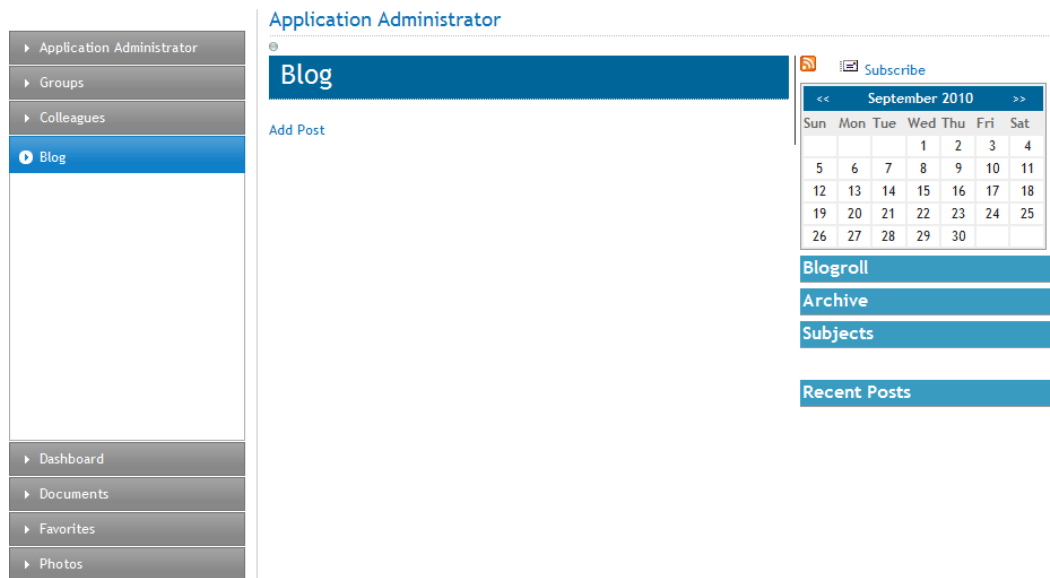 Application Administrator
Application Administrator
Groups
Colleagues
Blog
Dashboard
Documents
Favorites
Photos
Blog
Add Post
Subscribe
<< September 2010 >>
Sun Mon Tue Wed Thu Fri Sat
1 2 3 4
5 6 7 8 9 10 11
12 13 14 15 16 17 18
19 20 21 22 23 24 25
26 27 28 29 30
Blogroll
Archive
Subjects
Recent Posts